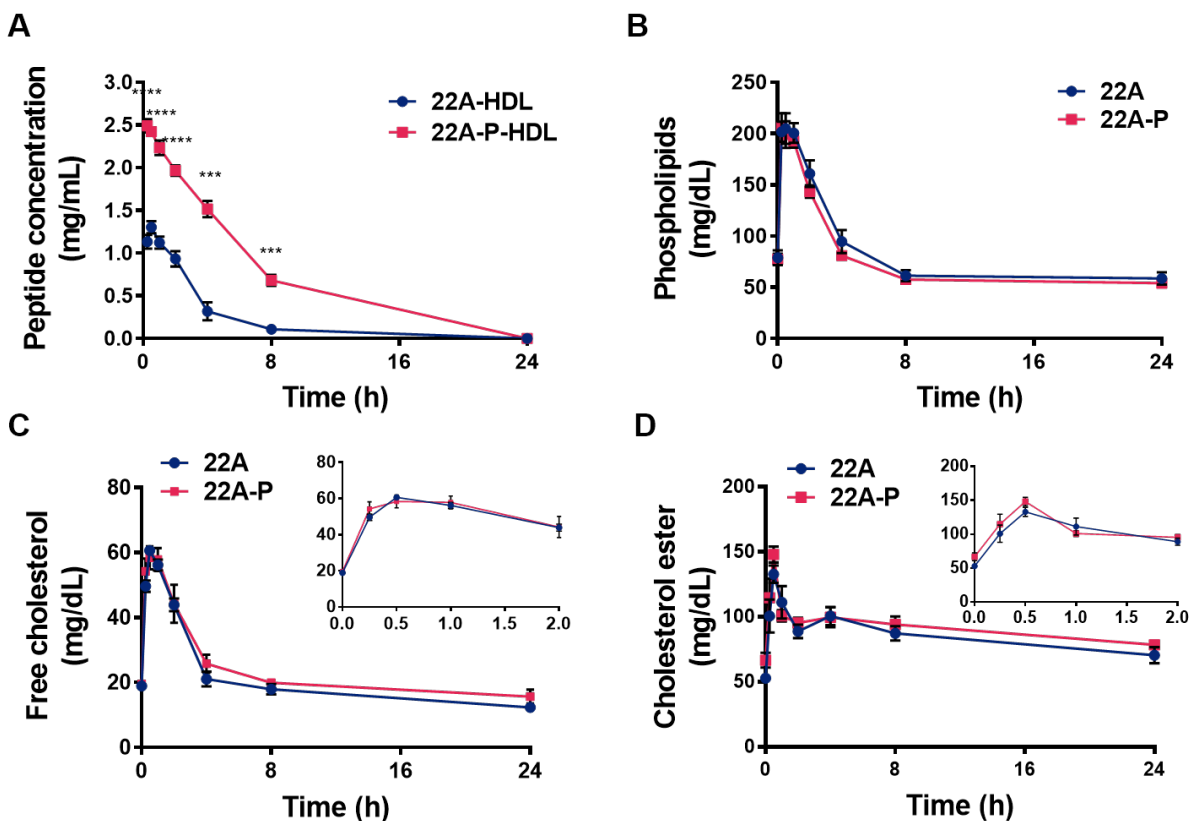 A
Peptide concentration
(mg/mL)
3.0
2.5
2.0
1.5
1.0
0.5
0.0
****
****
****
***
***
22A-HDL
22A-P-HDL
0
8
16
24
Time (h)
B
Phospholipids
(mg/dL)
250
200
150
100
50
0
22A
22A-P
0
8
16
24
Time (h)
C
Free cholesterol
(mg/dL)
80
60
40
20
0
22A
22A-P
80
60
40
20
0
0.0
0.5
1.0
1.5
2.0
0
8
16
24
Time (h)
D
Cholesterol ester
(mg/dL)
200
150
100
50
0
22A
22A-P
200
150
100
50
0
0.0
0.5
1.0
1.5
2.0
0
8
16
24
Time (h)